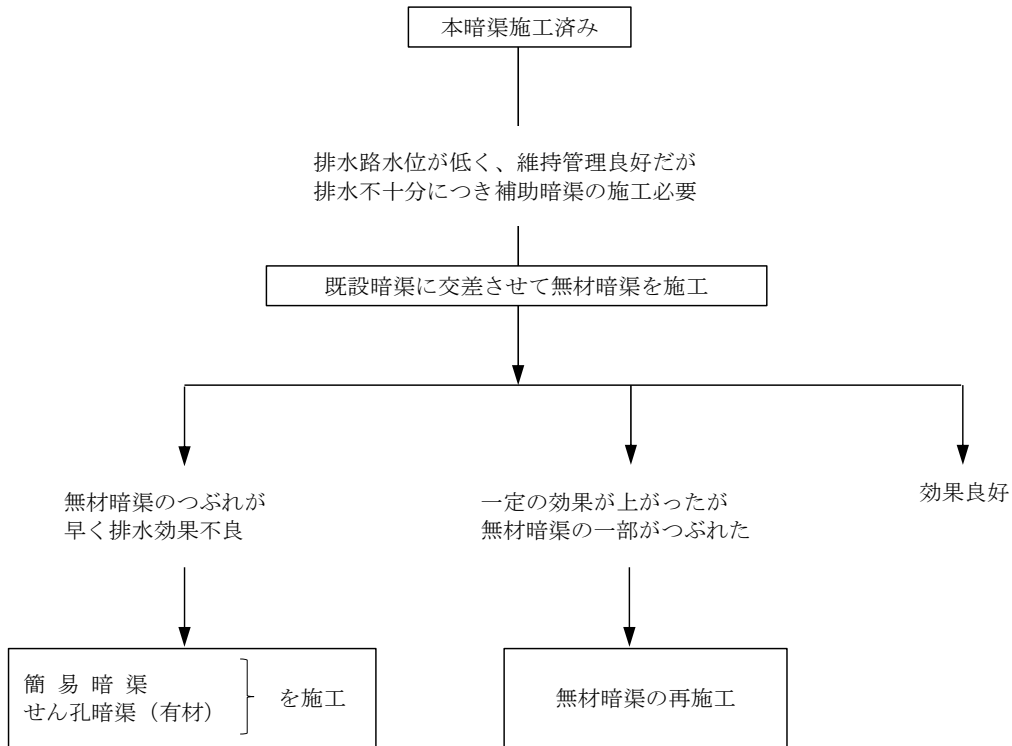 本暗渠施工済み
排水路水位が低く、維持管理良好だが
排水不十分につき補助暗渠の施工必要
既設暗渠に交差させて無材暗渠を施工
無材暗渠のつぶれが
早く排水効果不良
一定の効果が上がったが
無材暗渠の一部がつぶれた
効果良好
簡易暗渠
せん孔暗渠（有材）
を施工
無材暗渠の再施工